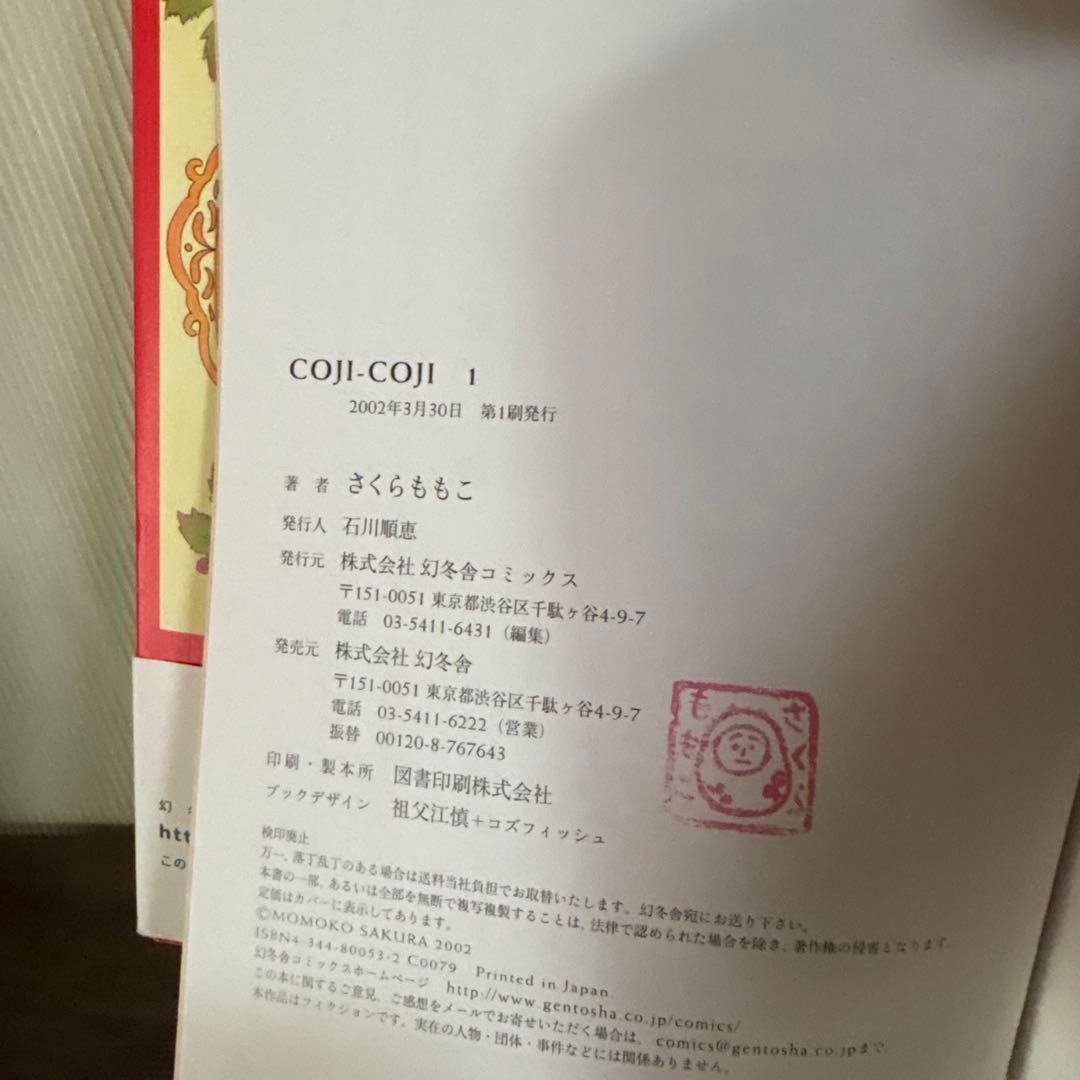 COJI-COJI 1
2002年3月30日 第1刷発行
著者 さくらももこ
発行人 石川順恵
発行元 株式会社 幻冬舎コミックス
〒151-0051 東京都渋谷区千駄ヶ谷4-9-7
電話 03-5411-6431(編集)
発売元 株式会社 幻冬舎
〒151-0051 東京都渋谷区千駄ヶ谷4-9-7
電話 03-5411-6222(営業)
振替 00120-8-767643
印刷・製本所 図書印刷株式会社
ブックデザイン 祖父江慎+コズフィッシュ
さくら
もも
検印廃止
万一、落丁乱丁のある場合は送料当社負担でお取替いたします。幻冬舎宛にお送り下さい。
本書の一部、あるいは全部を無断で複写複製することは、法律で認められた場合を除き、著作権の侵害となります。
定価はカバーに表示してあります。
©MOMOKO SAKURA 2002
ISBN4-344-80053-2 C0079 Printed in Japan
幻冬舎コミックスホームページ http://www.gentosha.co.jp/comics/
この本に関するご意見、ご感想をメールでお寄せいただく場合は、comics@gentosha.co.jpまで。
本作品はフィクションです。実在の人物・団体・事件などには関係ありません。
幻
htt
この